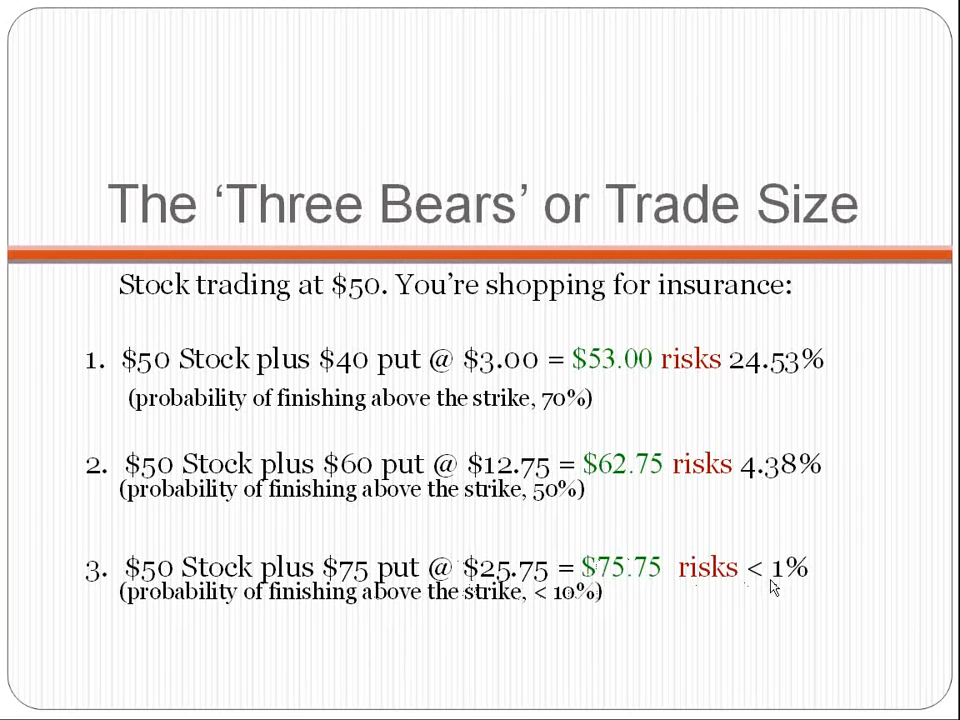 The ‘Three Bears’ or Trade Size
Stock trading at $50. You’re shopping for insurance:
1. $50 Stock plus $40 put @ $3.00 = $53.00 risks 24.53%
(probability of finishing above the strike, 70%)
2. $50 Stock plus $60 put @ $12.75 = $62.75 risks 4.38%
(probability of finishing above the strike, 50%)
3. $50 Stock plus $75 put @ $25.75 = $75.75 risks < 1%
(probability of finishing above the strike, < 10%)